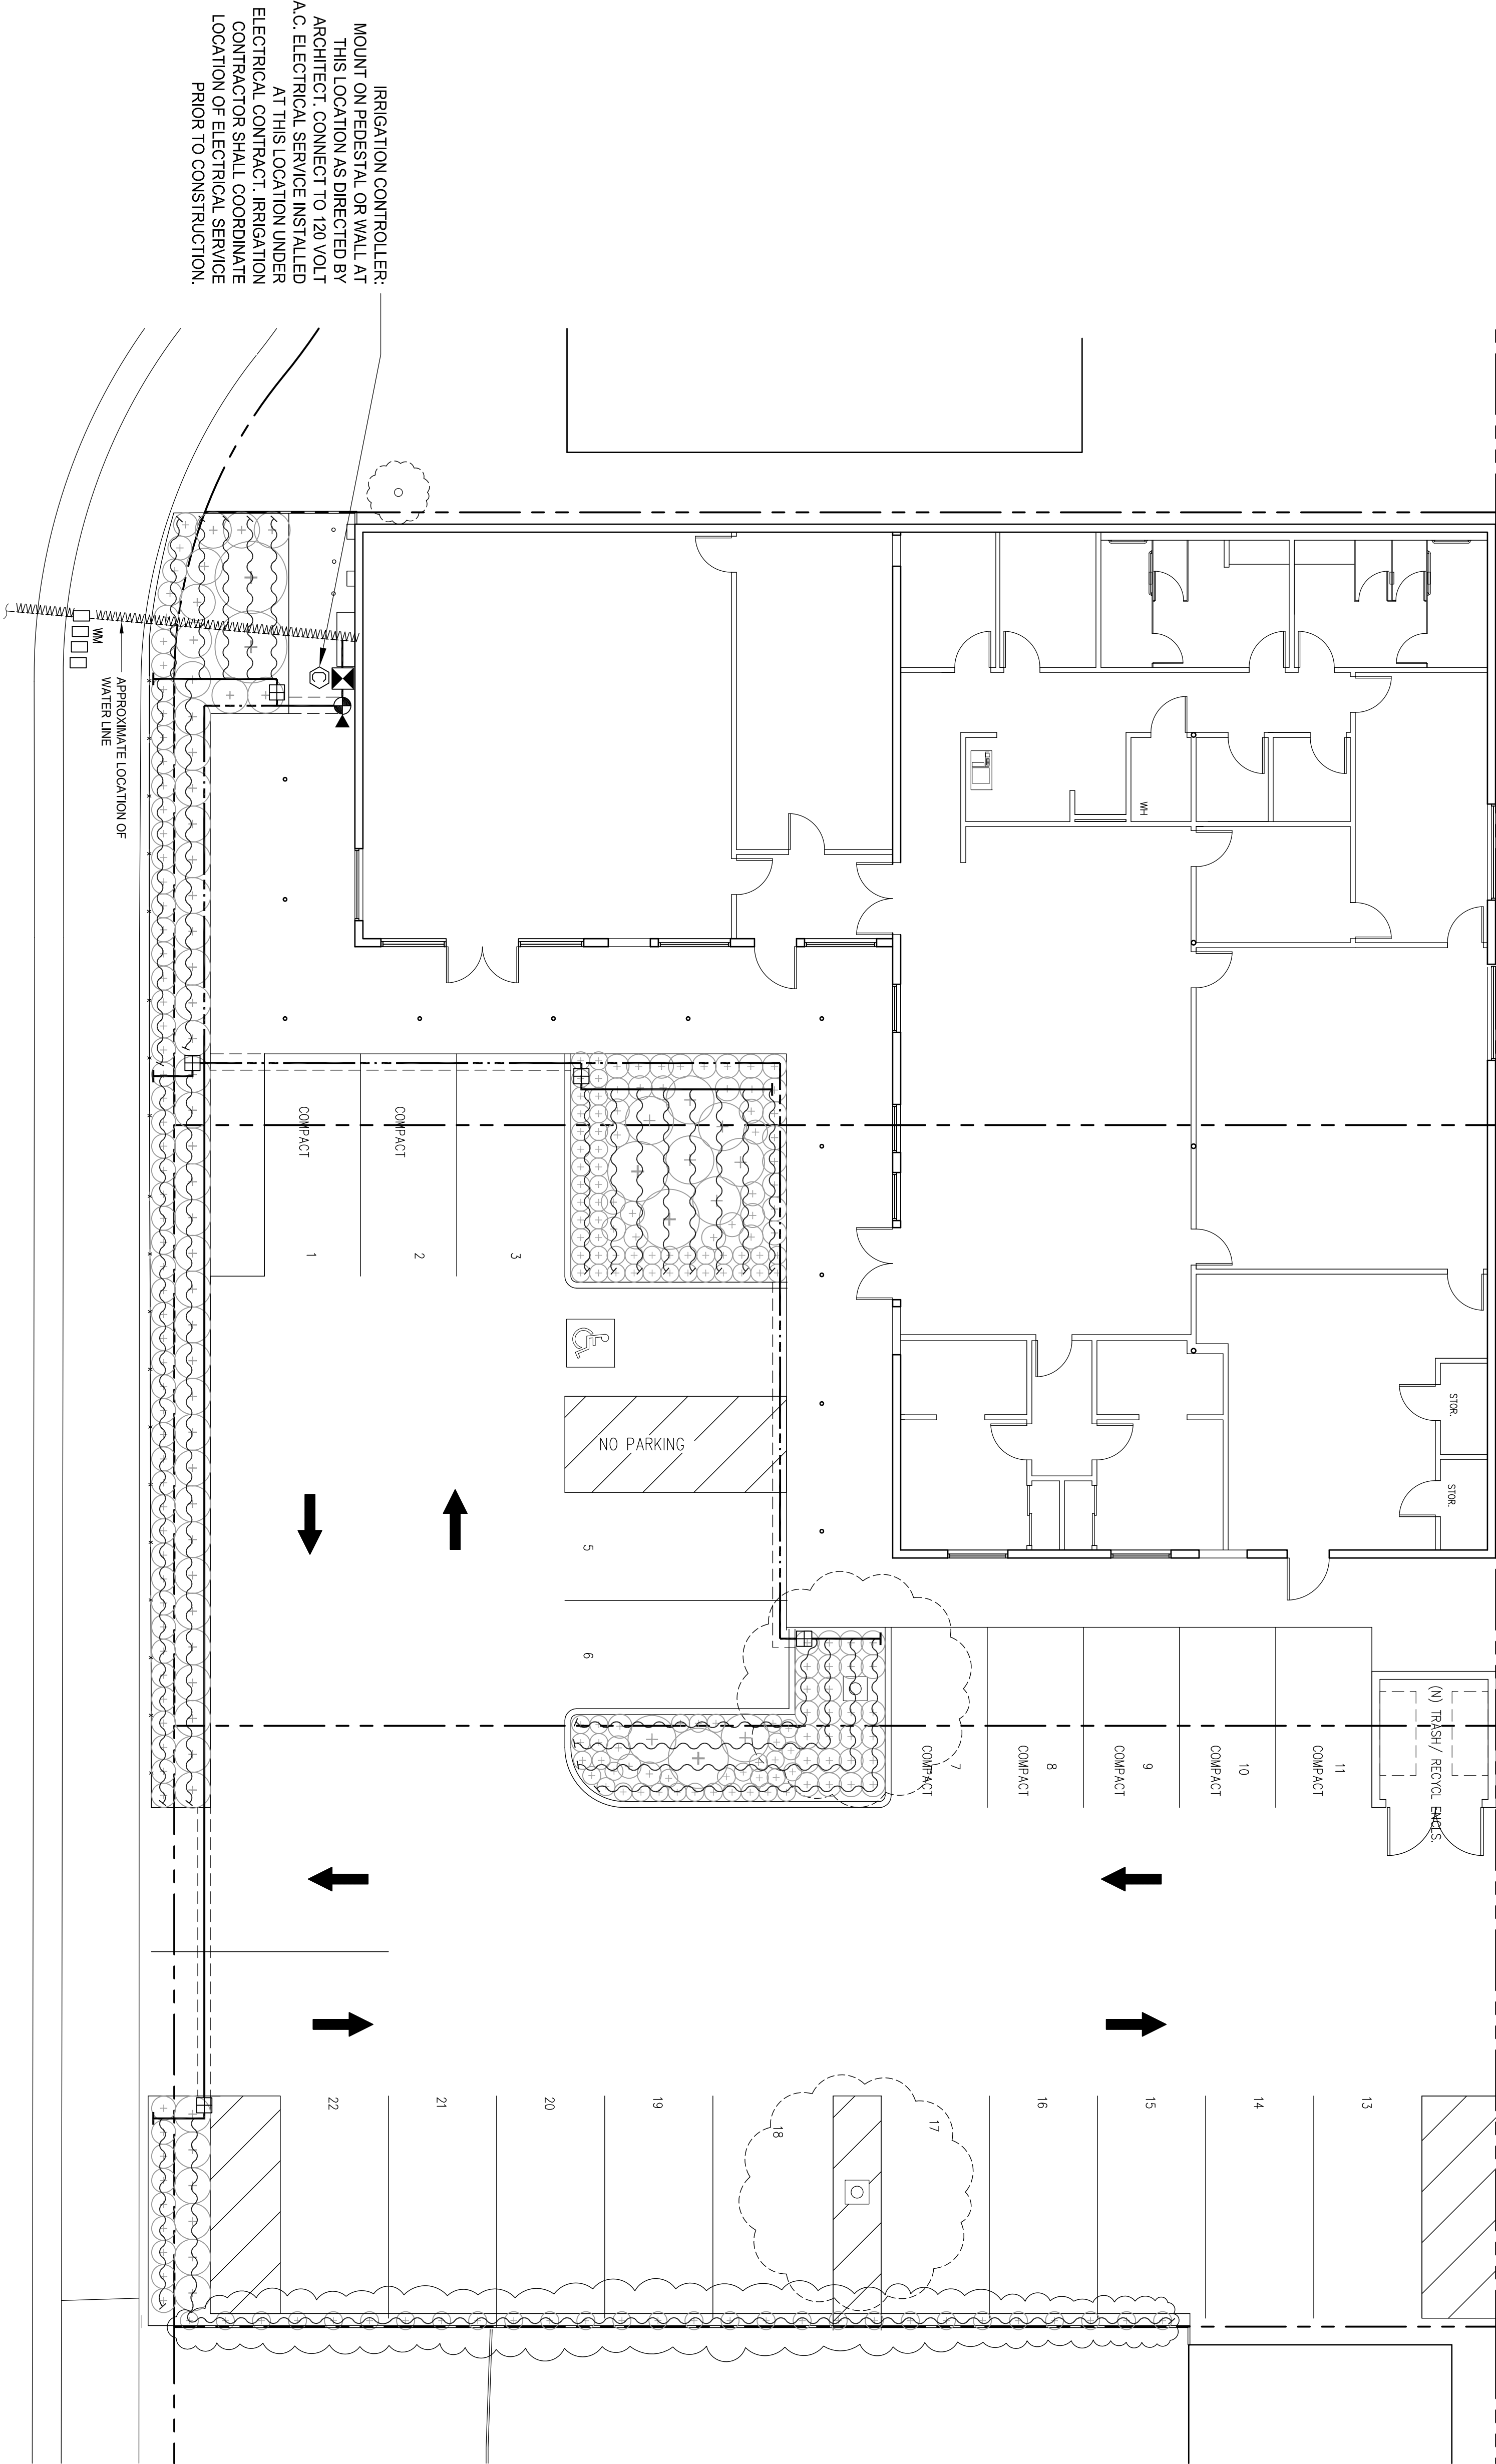 IRRIGATION CONTROLLER:
MOUNT ON PEDESTAL OR WALL AT
THIS LOCATION AS DIRECTED BY
ARCHITECT. CONNECT TO 120 VOLT
A.C. ELECTRICAL SERVICE INSTALLED
AT THIS LOCATION UNDER
ELECTRICAL CONTRACT. IRRIGATION
CONTRACTOR SHALL COORDINATE
LOCATION OF ELECTRICAL SERVICE
PRIOR TO CONSTRUCTION.
WM
APPROXIMATE LOCATION OF
WATER LINE
C
WH
STOR.
STOR.
COMPACT
1
COMPACT
2
3
NO PARKING
5
6
7
COMPACT
8
COMPACT
9
COMPACT
10
COMPACT
11
COMPACT
(N) TRASH / RECYCL ENCLS.
13
14
15
16
17
18
19
20
21
22